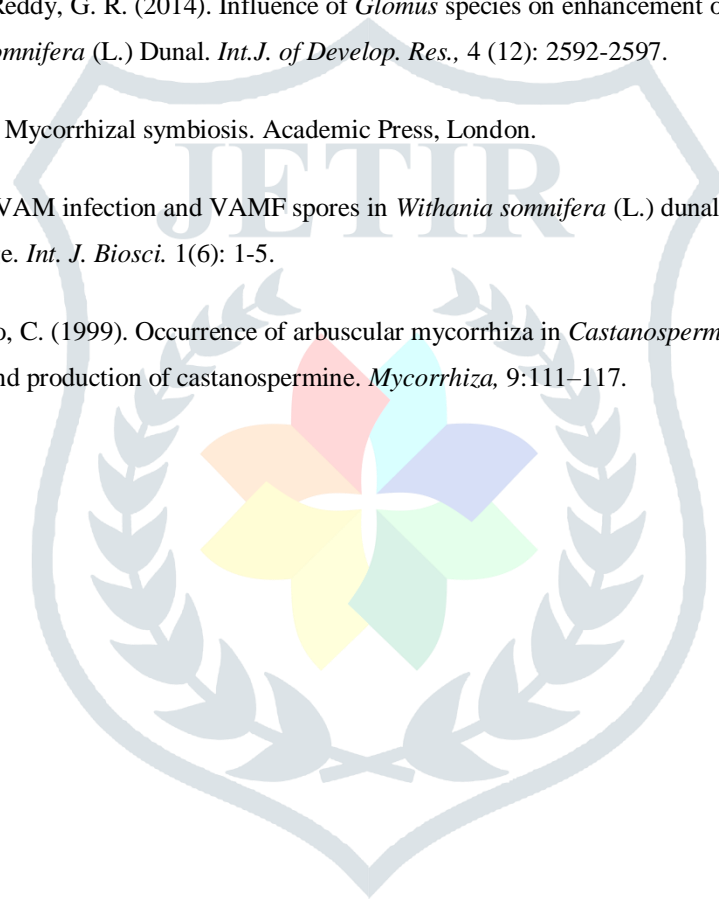 Reddy, G. R. (2014). Influence of Glomus species on enhancement
omnifera (L.) Dunal. Int.J. of Develop. Res., 4 (12): 2592-2597.
Mycorrhizal symbiosis. Academic Press, London.
JETIR
VAM infection and VAMF spores in Withania somnifera (L.) dunal
e. Int. J. Biosci. 1(6): 1-5.
o, C. (1999). Occurrence of arbuscular mycorrhiza in Castanosperm
nd production of castanospermine. Mycorrhiza, 9:111–117.